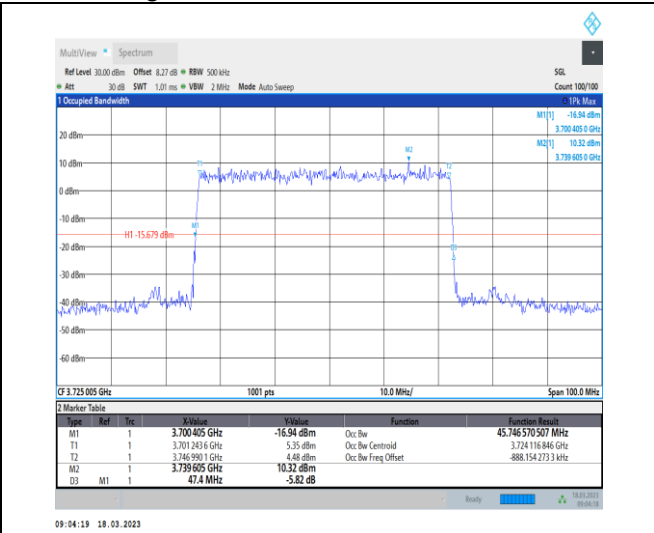 MultiView Spectrum
Ref Level 30.00 dBm Offset 8.27 dB RBW 500 kHz SGL
Att 30 dB SWT 1.01 ms VBW 2 MHz Mode Auto Sweep Count 100/100
1 Occupied Bandwidth 1Pk Max
M1[1] -16.94 dBm
3.700 405 0 GHz
M2[1] 10.32 dBm
3.739 605 0 GHz
20 dBm
M2
T1 T2
10 dBm
0 dBm
-10 dBm
M1
H1 -15.679 dBm
-20 dBm
D3
-30 dBm
-40 dBm
-50 dBm
-60 dBm
CF 3.725 005 GHz 1001 pts 10.0 MHz/ Span 100.0 MHz
2 Marker Table
Type Ref Trc X-Value Y-Value Function Function Result
M1 1 3.700 405 GHz -16.94 dBm Occ Bw 45.746 570 507 MHz
T1 1 3.701 243 6 GHz 5.35 dBm Occ Bw Centroid 3.724 116 846 GHz
T2 1 3.746 990 1 GHz 4.48 dBm Occ Bw Freq Offset -888.154 273 3 kHz
M2 1 3.739 605 GHz 10.32 dBm
D3 M1 1 47.4 MHz -5.82 dB
Ready 18.03.2023
09:04:18
09:04:19 18.03.2023